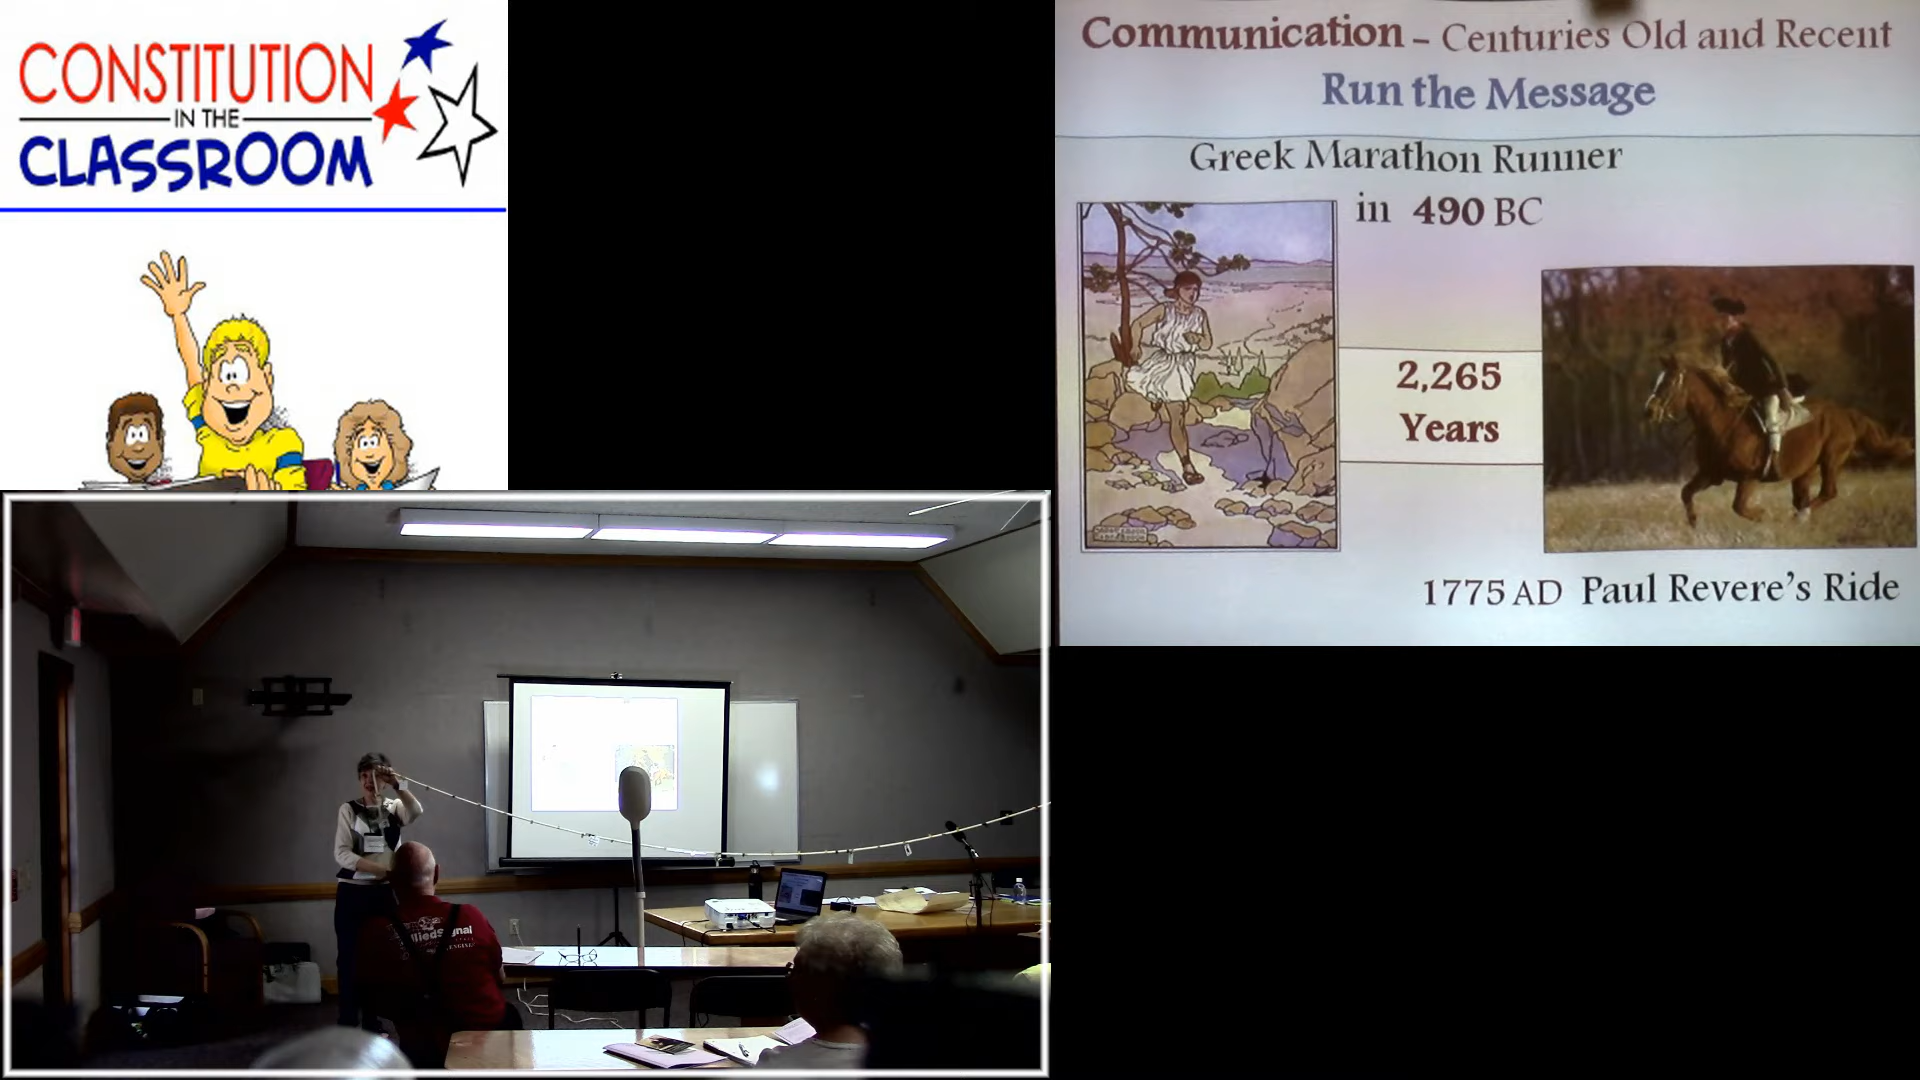 CONSTITUTION
IN THE
CLASSROOM
Communication – Centuries Old and Recent
Run the Message
Greek Marathon Runner
in 490 BC
2,265
Years
1775 AD Paul Revere's Ride